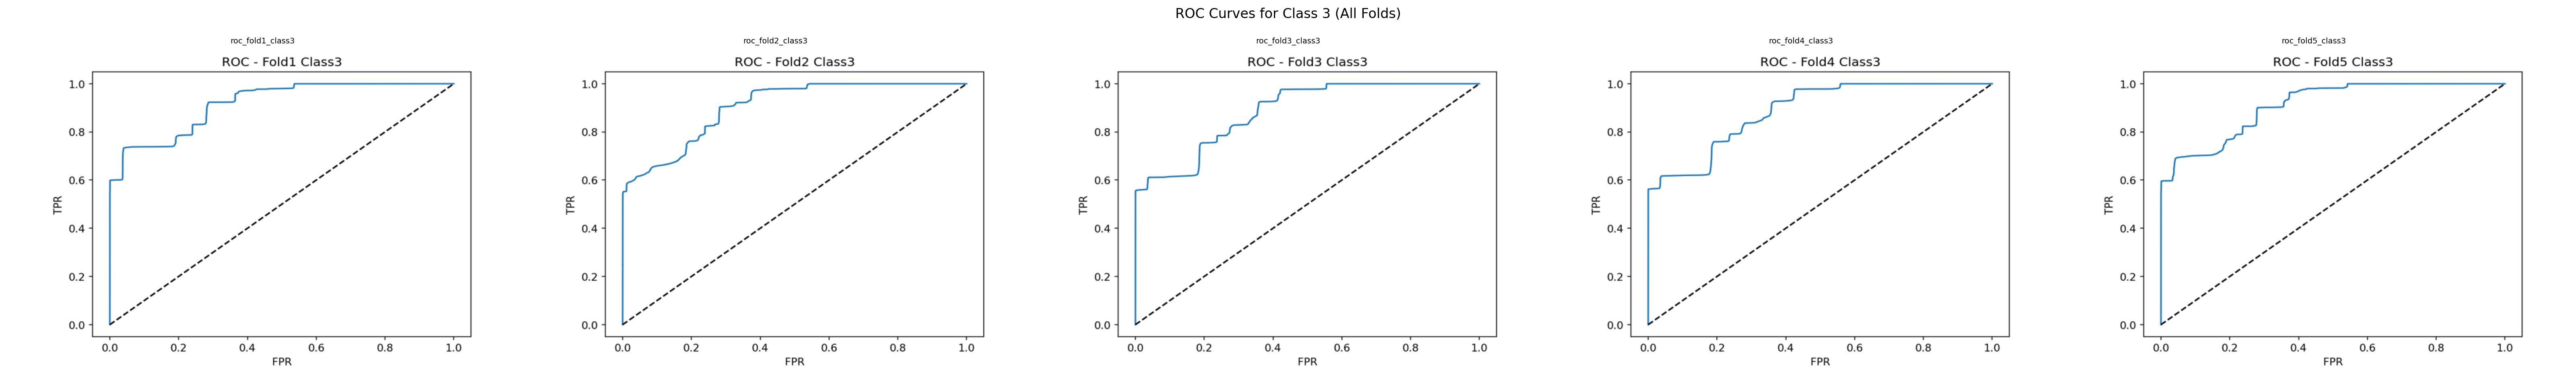 ROC Curves for Class 3 (All Folds)
roc_fold1_class3
ROC - Fold1 Class3
1.0
0.8
0.6
0.4
0.2
0.0
TPR
0.0 0.2 0.4 0.6 0.8 1.0
FPR
roc_fold2_class3
ROC - Fold2 Class3
1.0
0.8
0.6
0.4
0.2
0.0
TPR
0.0 0.2 0.4 0.6 0.8 1.0
FPR
roc_fold3_class3
ROC - Fold3 Class3
1.0
0.8
0.6
0.4
0.2
0.0
TPR
0.0 0.2 0.4 0.6 0.8 1.0
FPR
roc_fold4_class3
ROC - Fold4 Class3
1.0
0.8
0.6
0.4
0.2
0.0
TPR
0.0 0.2 0.4 0.6 0.8 1.0
FPR
roc_fold5_class3
ROC - Fold5 Class3
1.0
0.8
0.6
0.4
0.2
0.0
TPR
0.0 0.2 0.4 0.6 0.8 1.0
FPR